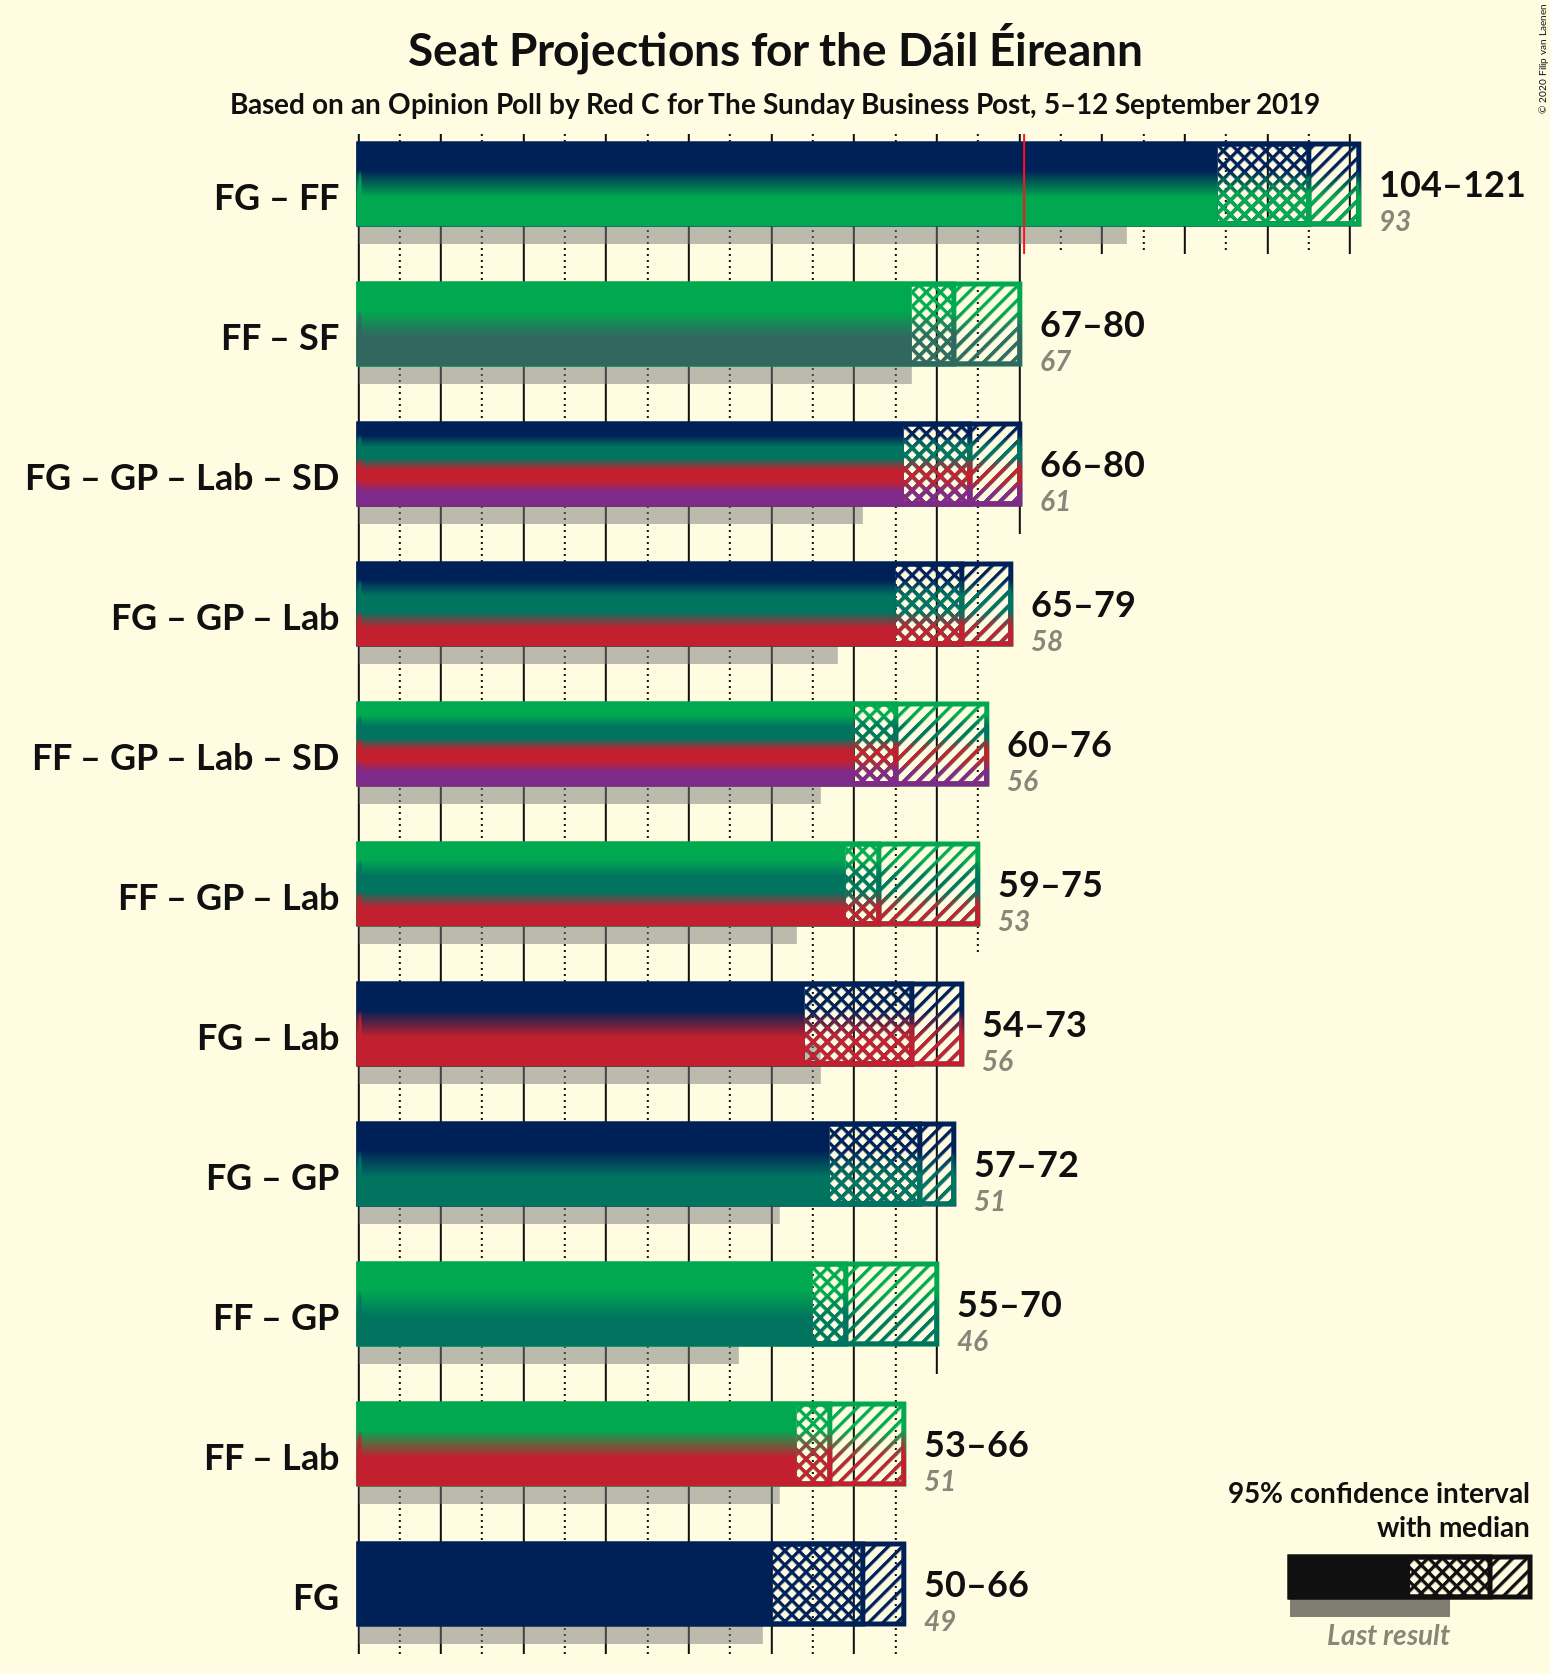 Seat Projections for the Dáil Éireann
Based on an Opinion Poll by Red C for The Sunday Business Post, 5–12 September 2019
© 2020 Filip van Laenen
FG – FF
104–121
93
FF – SF
67–80
67
FG – GP – Lab – SD
66–80
61
FG – GP – Lab
65–79
58
FF – GP – Lab – SD
60–76
56
FF – GP – Lab
59–75
53
FG – Lab
54–73
56
FG – GP
57–72
51
FF – GP
55–70
46
FF – Lab
53–66
51
FG
50–66
49
95% confidence interval
with median
Last result